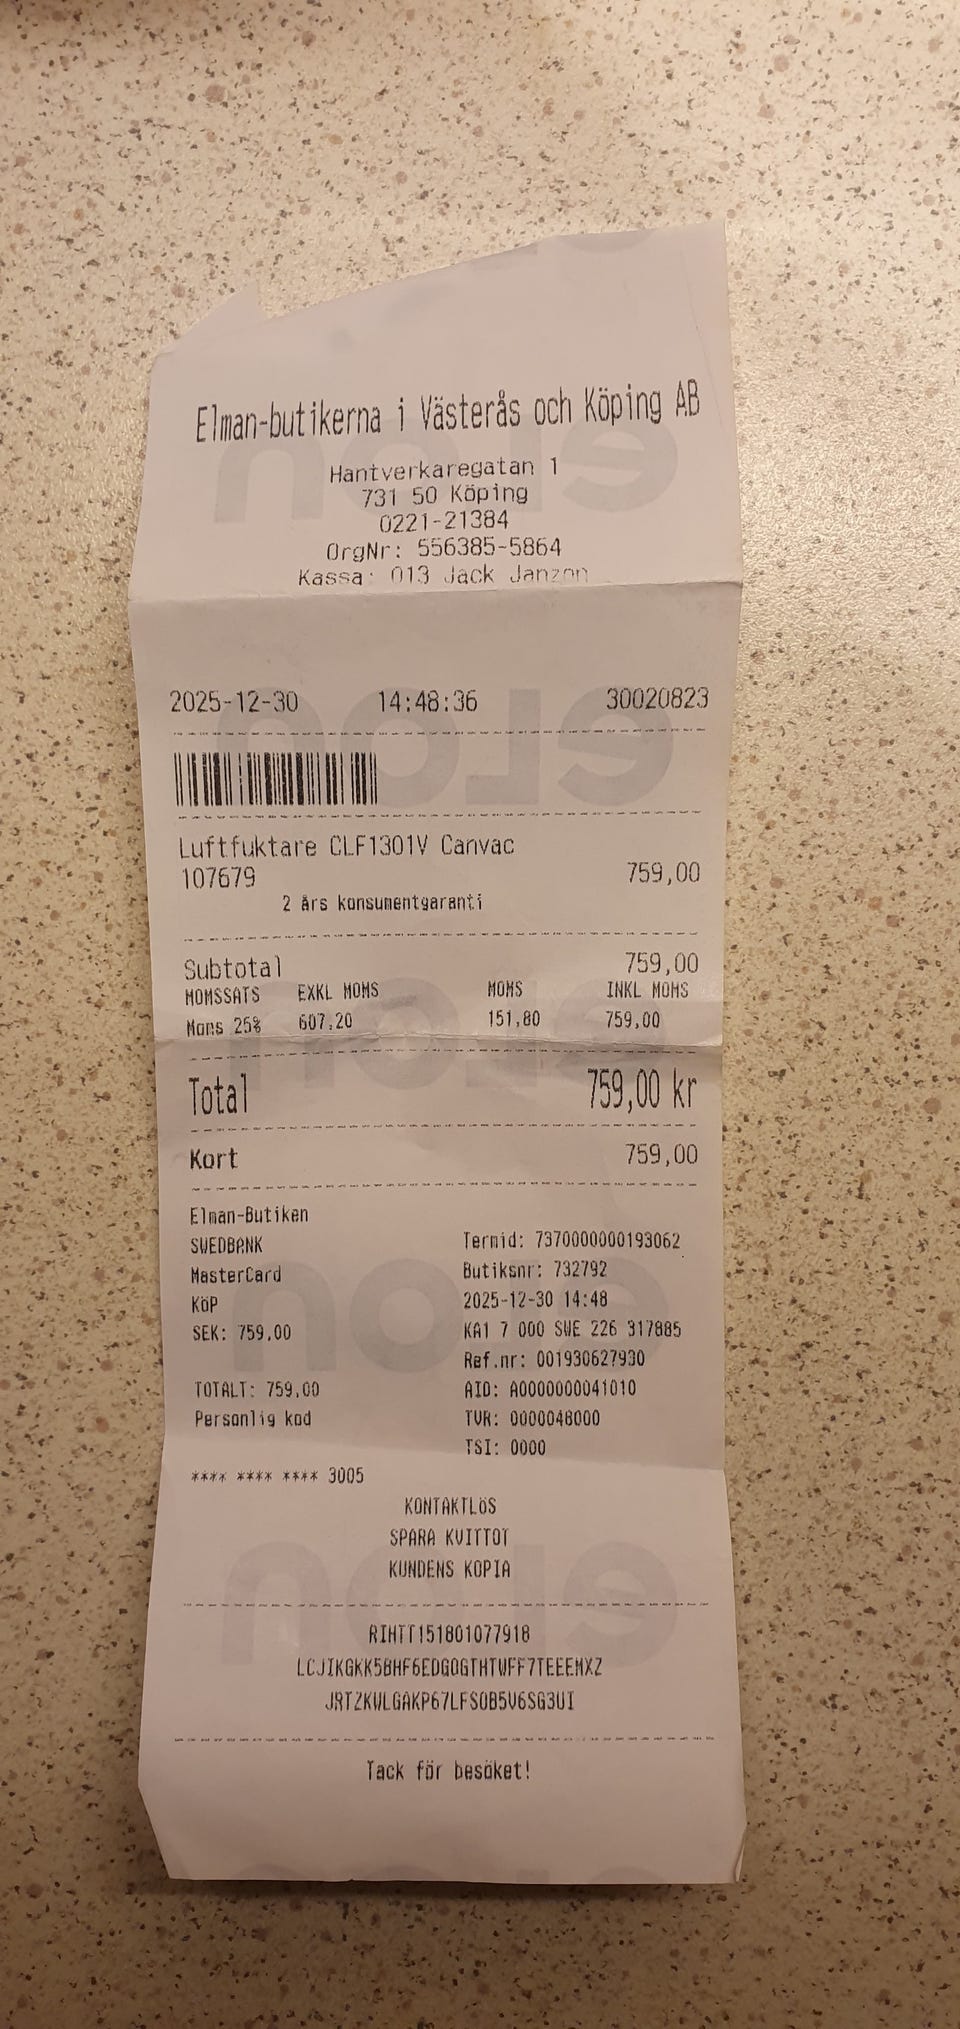 Elman-butikerna i Västerås och Köping AB
Hantverkaregatan 1
731 50 Köping
0221-21384
OrgNr: 556385-5864
Kassa: 013 Jack Janzon
2025-12-30 14:48:36 30020823
Luftfuktare CLF1301V Canvac
107679 759,00
2 års konsumentgaranti
Subtotal 759,00
MOMSSATS EXKL MOMS MOMS INKL MOMS
Moms 25% 607,20 151,80 759,00
Total 759,00 kr
Kort 759,00
Elman-Butiken
SWEDBANK Termid: 7370000000193062
MasterCard Butiksnr: 732792
KöP 2025-12-30 14:48
SEK: 759,00 KA1 7 000 SWE 226 317885
Ref.nr: 001930627930
TOTALT: 759,00 AID: A0000000041010
Personlig kod TVR: 0000048000
TSI: 0000
**** **** **** 3005
KONTAKTLöS
SPARA KVITTOT
KUNDENS KOPIA
RIHTT151801077918
Tack för besöket!
elon